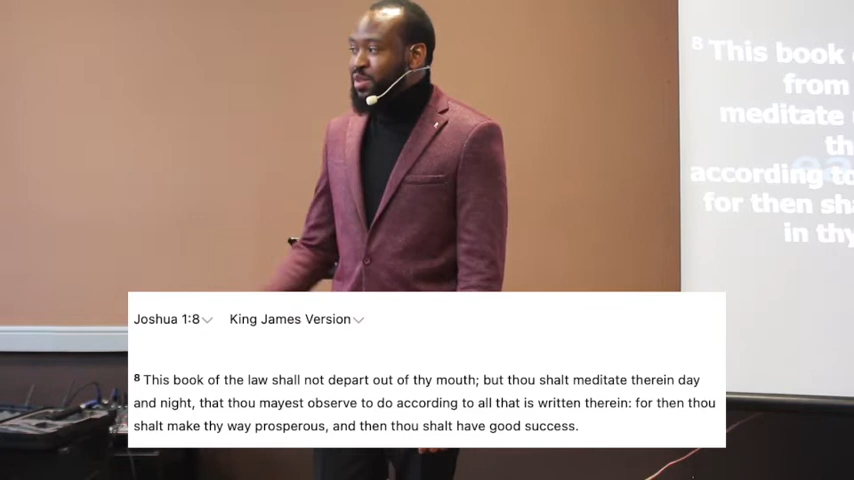 8 This book
from
meditate
th
according to
for then sh
in thy
Joshua 1:8 King James Version
8 This book of the law shall not depart out of thy mouth; but thou shalt meditate therein day
and night, that thou mayest observe to do according to all that is written therein: for then thou
shalt make thy way prosperous, and then thou shalt have good success.